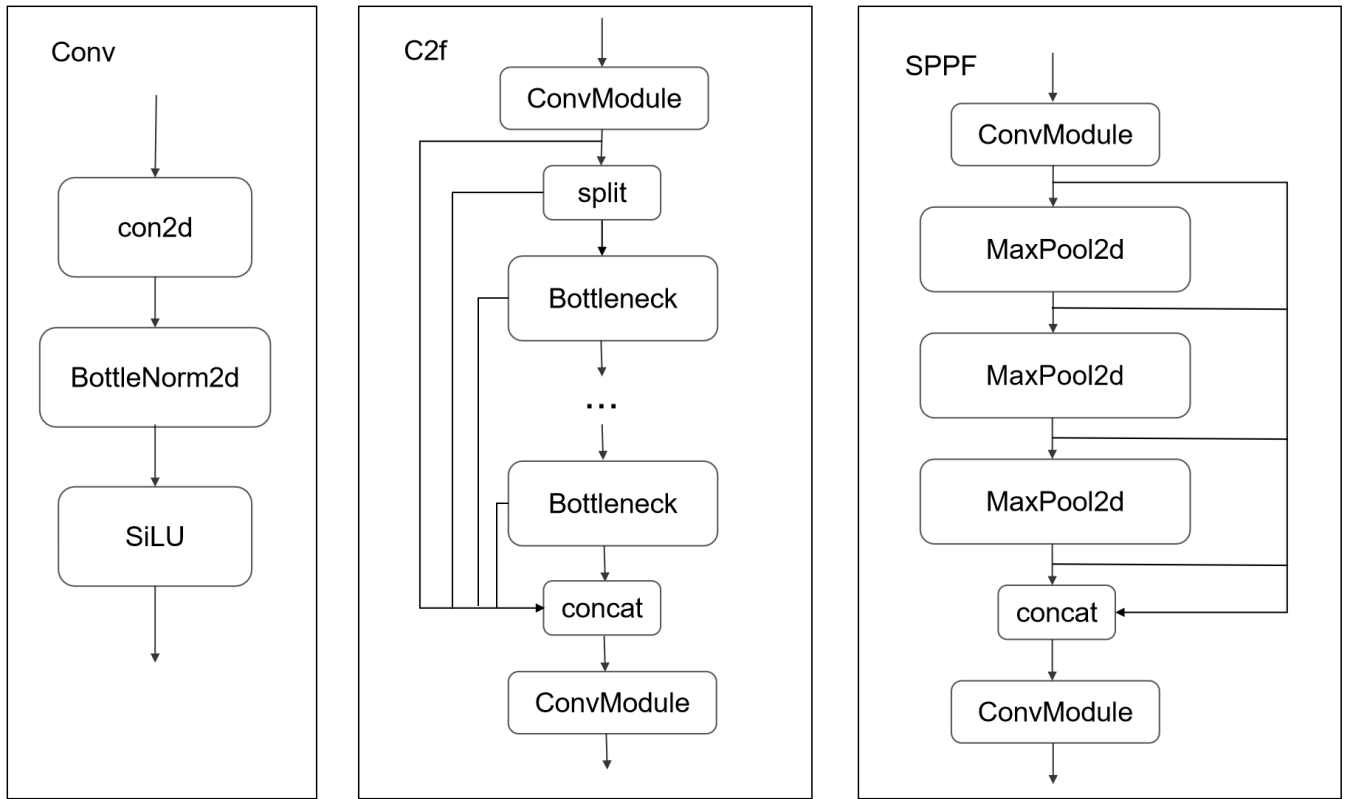 Conv
con2d
BottleNorm2d
SiLU
C2f
ConvModule
split
Bottleneck
...
Bottleneck
concat
ConvModule
SPPF
ConvModule
MaxPool2d
MaxPool2d
MaxPool2d
concat
ConvModule